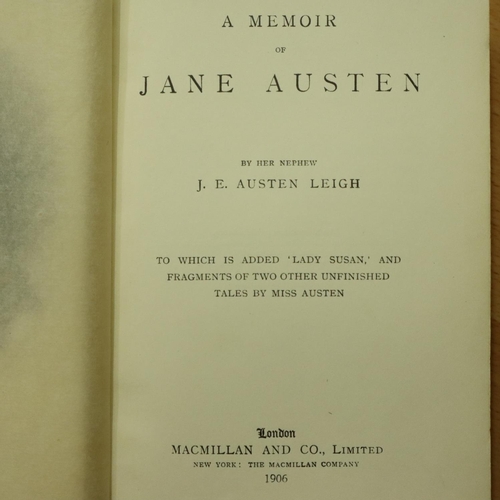 A MEMOIR
OF
JANE AUSTEN
BY HER NEPHEW
J. E. AUSTEN LEIGH
TO WHICH IS ADDED 'LADY SUSAN,' AND
FRAGMENTS OF TWO OTHER UNFINISHED
TALES BY MISS AUSTEN
London
MACMILLAN AND CO., LIMITED
NEW YORK: THE MACMILLAN COMPANY
1906